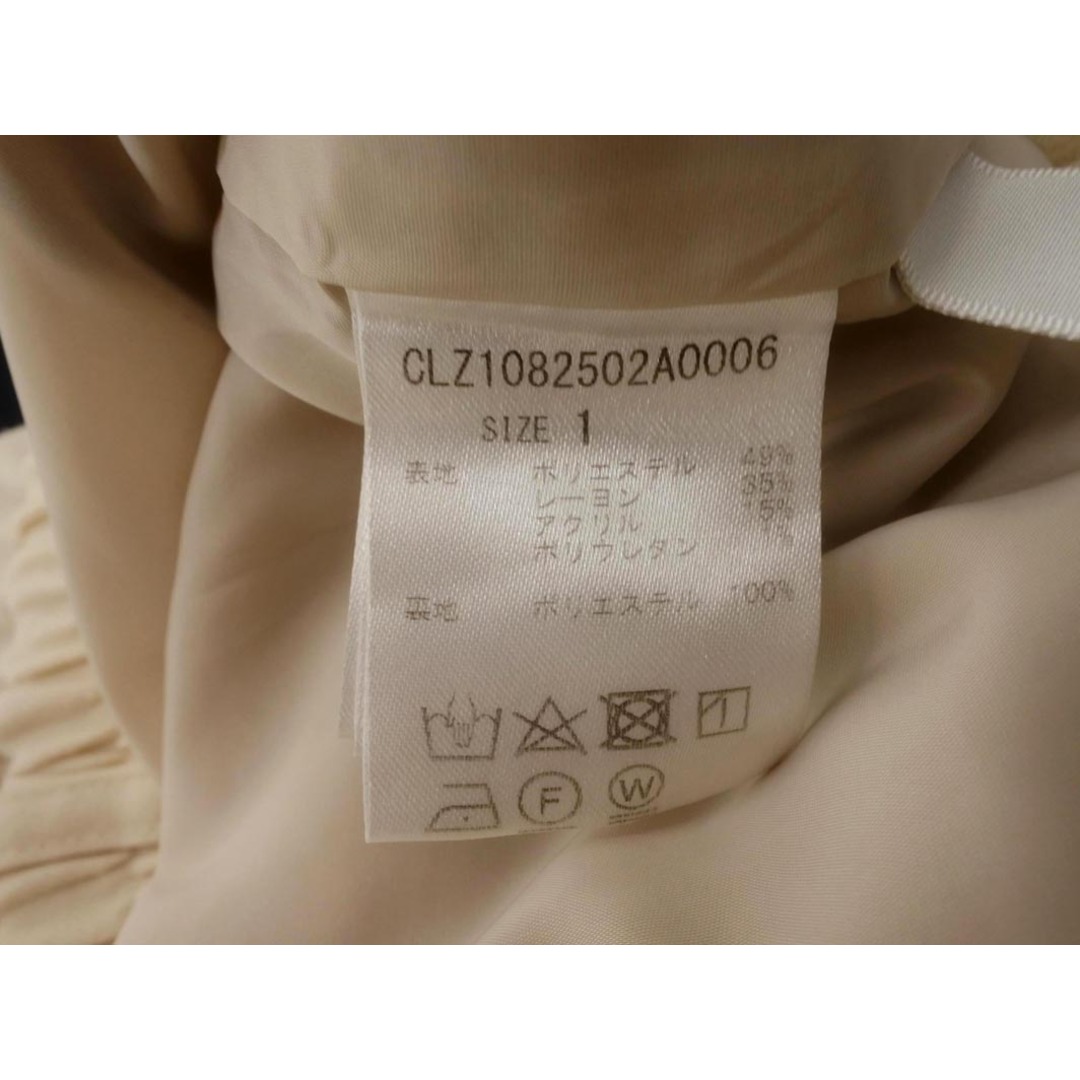 CLZ1082502A0006
SIZE 1
表地 ポリエステル 49%
レーヨン 35%
アクリル 15%
ポリウレタン %
裏地 ポリエステル 100%
F W